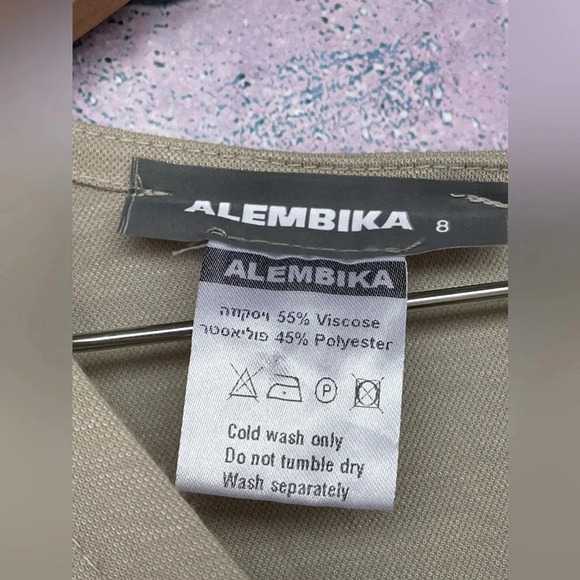 ALEMBIKA 8
ALEMBIKA
ויסקוזה 55% Viscose
פוליאסטר 45% Polyester
P
Cold wash only
Do not tumble dry
Wash separately